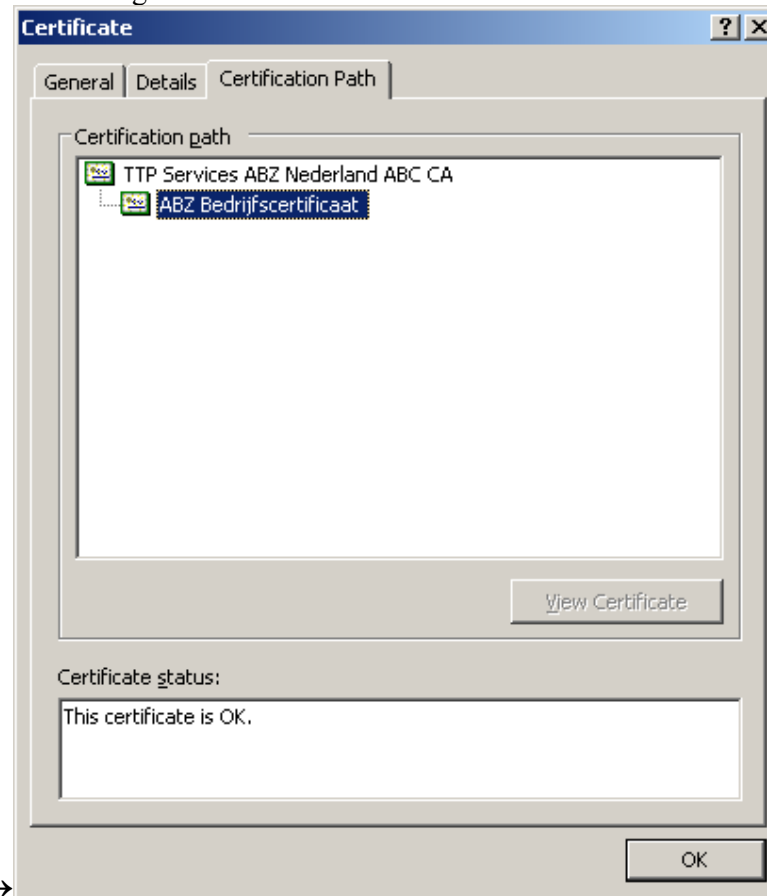 Certificate
General Details Certification Path
Certification path
TTP Services ABZ Nederland ABC CA
ABZ Bedrijfscertificaat
View Certificate
Certificate status:
This certificate is OK.
OK